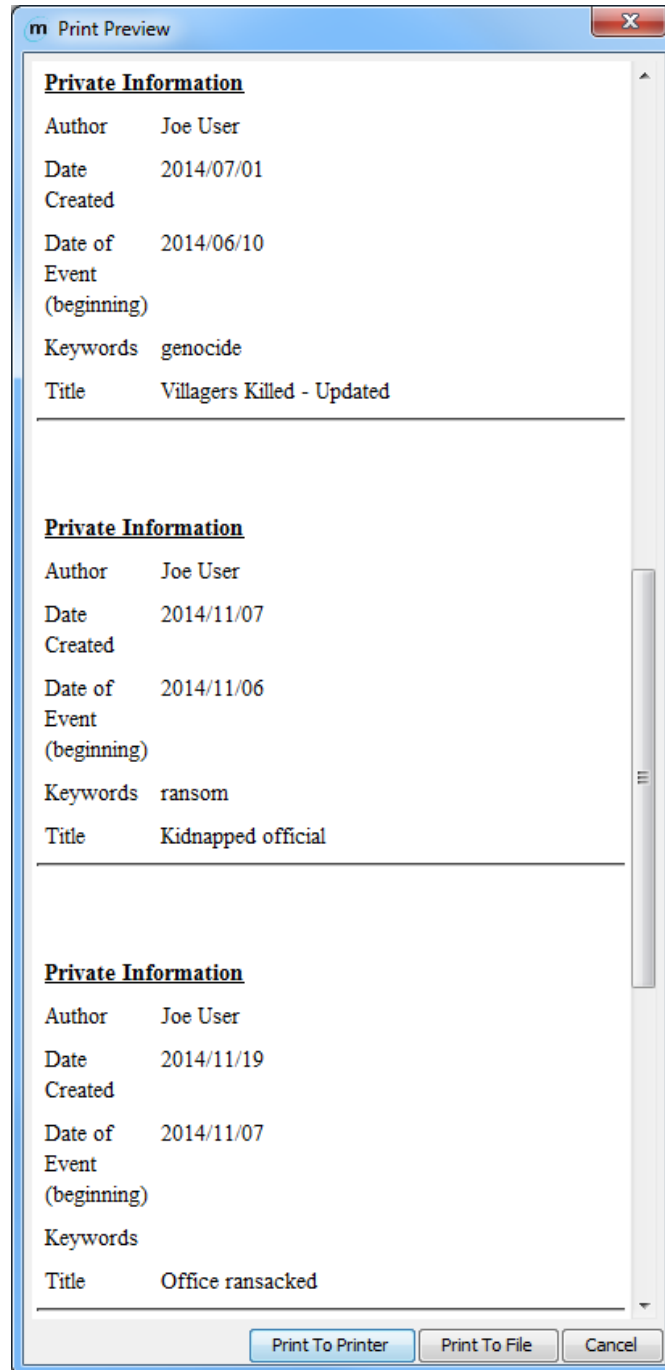 m Print Preview
Private Information
Author Joe User
Date 2014/07/01
Created
Date of 2014/06/10
Event
(beginning)
Keywords genocide
Title Villagers Killed - Updated
Private Information
Author Joe User
Date 2014/11/07
Created
Date of 2014/11/06
Event
(beginning)
Keywords ransom
Title Kidnapped official
Private Information
Author Joe User
Date 2014/11/19
Created
Date of 2014/11/07
Event
(beginning)
Keywords
Title Office ransacked
Print To Printer Print To File Cancel